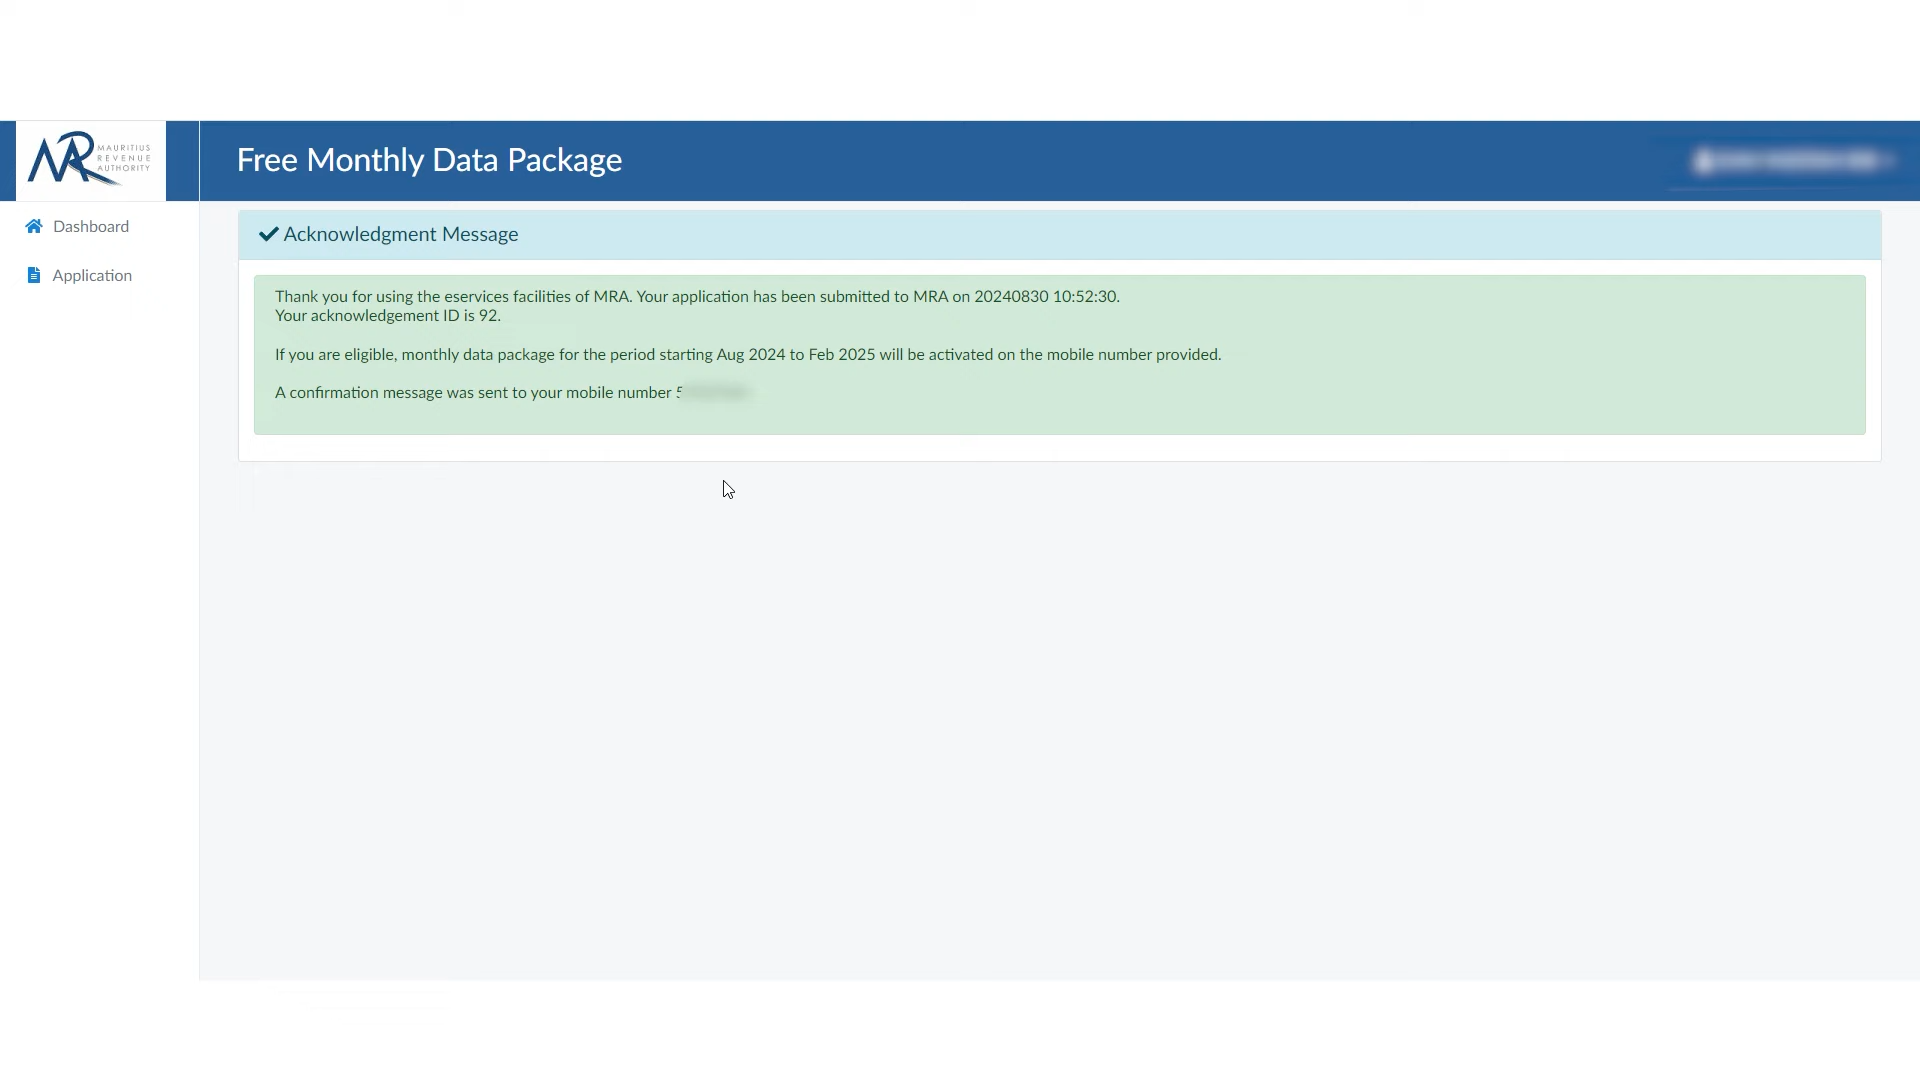 MAURITIUS
REVENUE
AUTHORITY
Free Monthly Data Package
Dashboard
Application
Acknowledgment Message
Thank you for using the eservices facilities of MRA. Your application has been submitted to MRA on 20240830 10:52:30.
Your acknowledgement ID is 92.
If you are eligible, monthly data package for the period starting Aug 2024 to Feb 2025 will be activated on the mobile number provided.
A confirmation message was sent to your mobile number 5